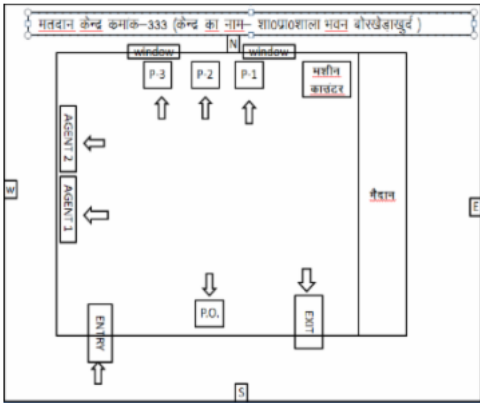 मतदान केन्द्र कमाक-333 (केन्द्र का नाम- शा0प्रा0शाला भवन बोरखेडाखुर्द )
N
window
window
P-3
P-2
P-1
मशीन
काउंटर
AGENT 2
AGENT 1
W
E
मैदान
P.O.
ENTRY
EXIT
S